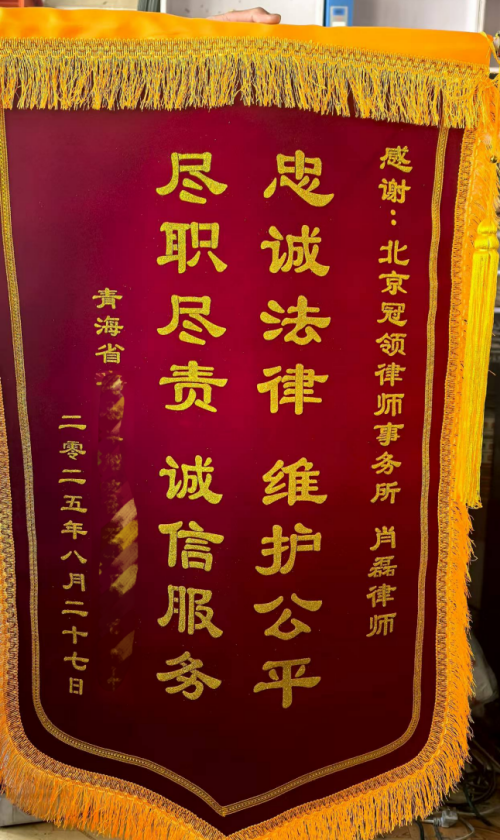 感谢：北京冠领律师事务所 肖磊律师
忠诚法律 维护公平
尽职尽责 诚信服务
青海省
二零二五年八月二十七日